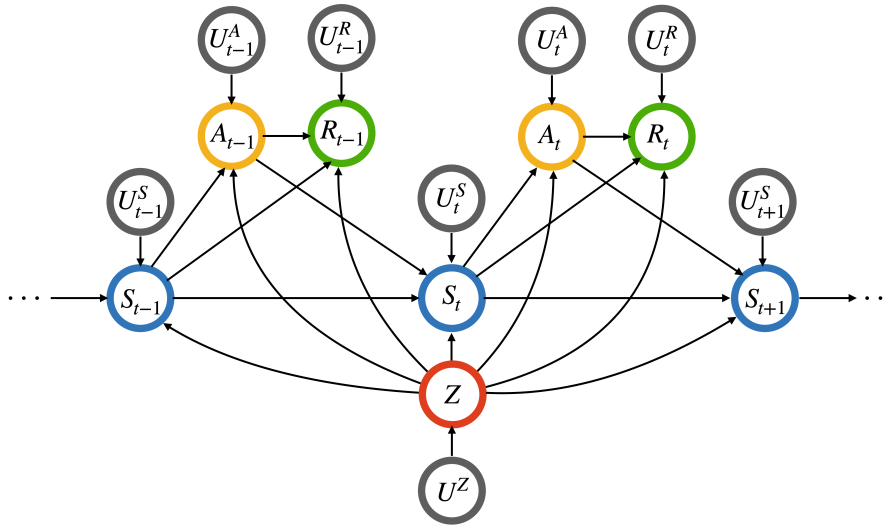 U^A_{t-1} U^R_{t-1} U^A_t U^R_t
A_{t-1} R_{t-1} A_t R_t
U^S_{t-1} U^S_t U^S_{t+1}
··· S_{t-1} S_t S_{t+1} ··
Z
U^Z